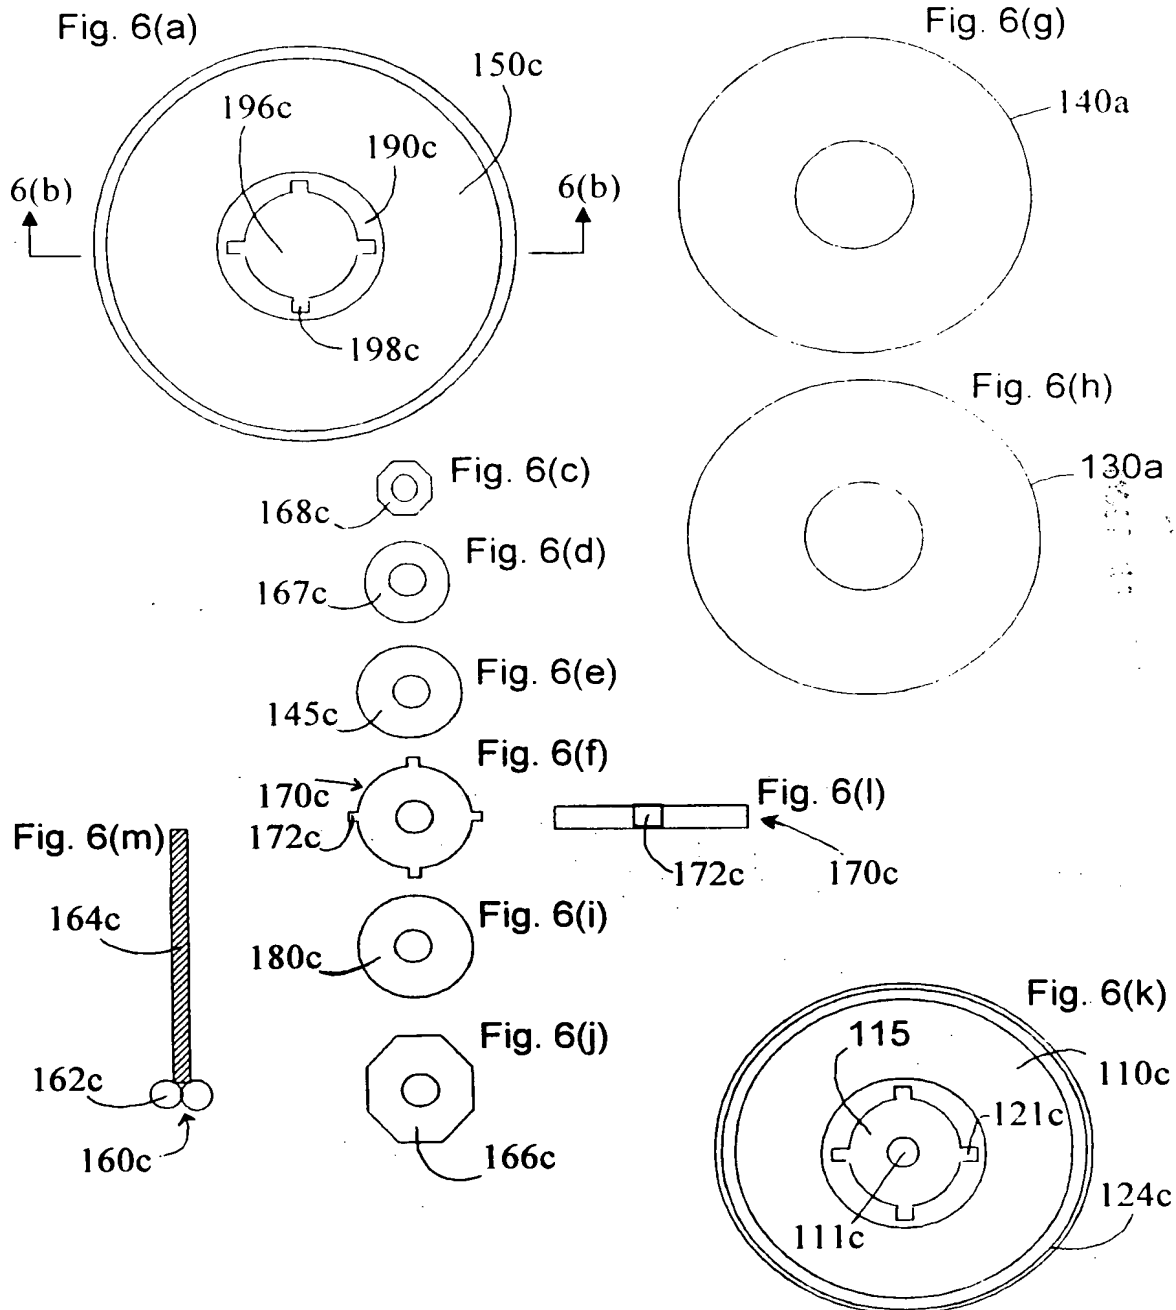 Fig. 6(a)
150c
196c
190c
6(b)
6(b)
198c
Fig. 6(g)
140a
Fig. 6(h)
130a
Fig. 6(c)
168c
Fig. 6(d)
167c
Fig. 6(e)
145c
Fig. 6(f)
170c
172c
Fig. 6(l)
172c
170c
Fig. 6(m)
164c
162c
160c
Fig. 6(i)
180c
Fig. 6(j)
166c
Fig. 6(k)
115
110c
121c
111c
124c